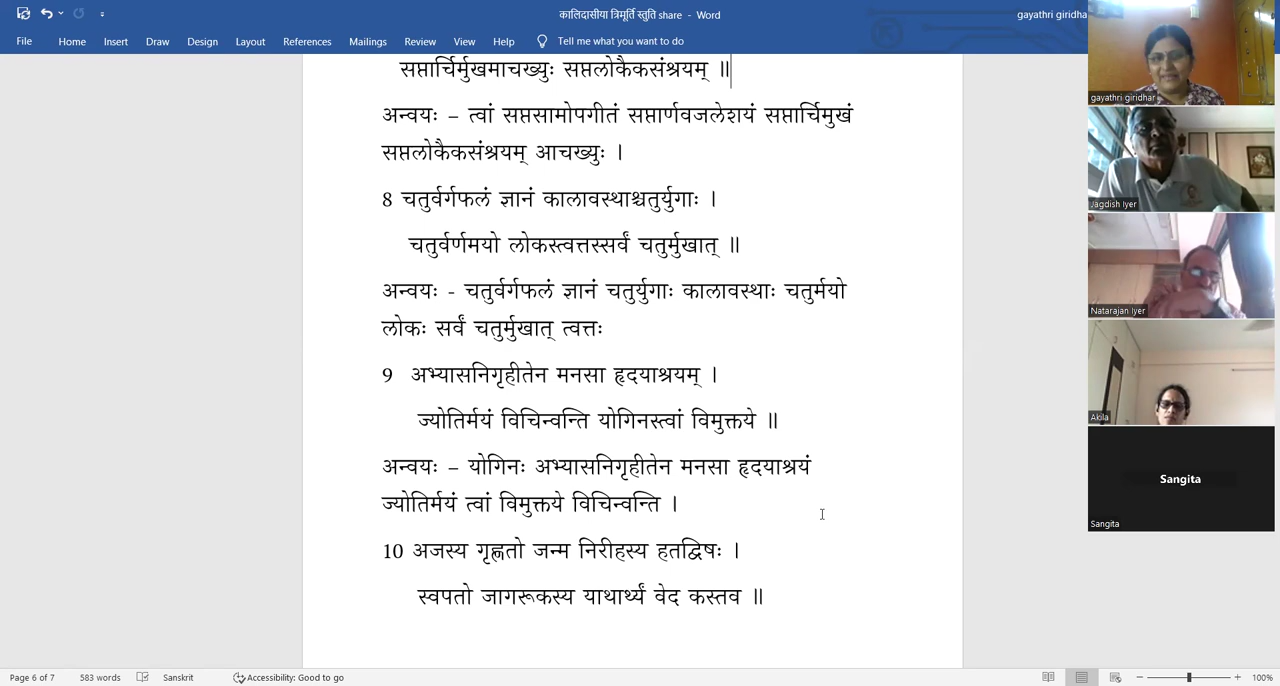 कालिदासीया त्रिमूर्ति स्तुति share - Word
gayathri giridha
File Home Insert Draw Design Layout References Mailings Review View Help Tell me what you want to do
सप्तार्चिर्मुखमाचख्युः सप्तलोकैकसंश्रयम् ॥
अन्वयः – त्वां सप्तसामोपगीतं सप्तार्णवजलेशयं सप्तार्चिमुखं
सप्तलोकैकसंश्रयम् आचख्युः ।
8 चतुर्वर्गफलं ज्ञानं कालावस्थाश्चतुर्युगाः ।
चतुर्वर्णमयो लोकस्त्वत्तस्सर्वं चतुर्मुखात् ॥
अन्वयः - चतुर्वर्गफलं ज्ञानं चतुर्युगाः कालावस्थाः चतुर्मयो
लोकः सर्वं चतुर्मुखात् त्वत्तः
9 अभ्यासनिगृहीतेन मनसा हृदयाश्रयम् ।
ज्योतिर्मयं विचिन्वन्ति योगिनस्त्वां विमुक्तये ॥
अन्वयः – योगिनः अभ्यासनिगृहीतेन मनसा हृदयाश्रयं
ज्योतिर्मयं त्वां विमुक्तये विचिन्वन्ति ।
10 अजस्य गृह्णतो जन्म निरीहस्य हतद्विषः ।
स्वपतो जागरूकस्य याथार्थ्यं वेद कस्तव ॥
gayathri giridhar
Jagdish Iyer
Natarajan Iyer
Akila
Sangita
Sangita
Page 6 of 7 583 words Sanskrit Accessibility: Good to go 100%